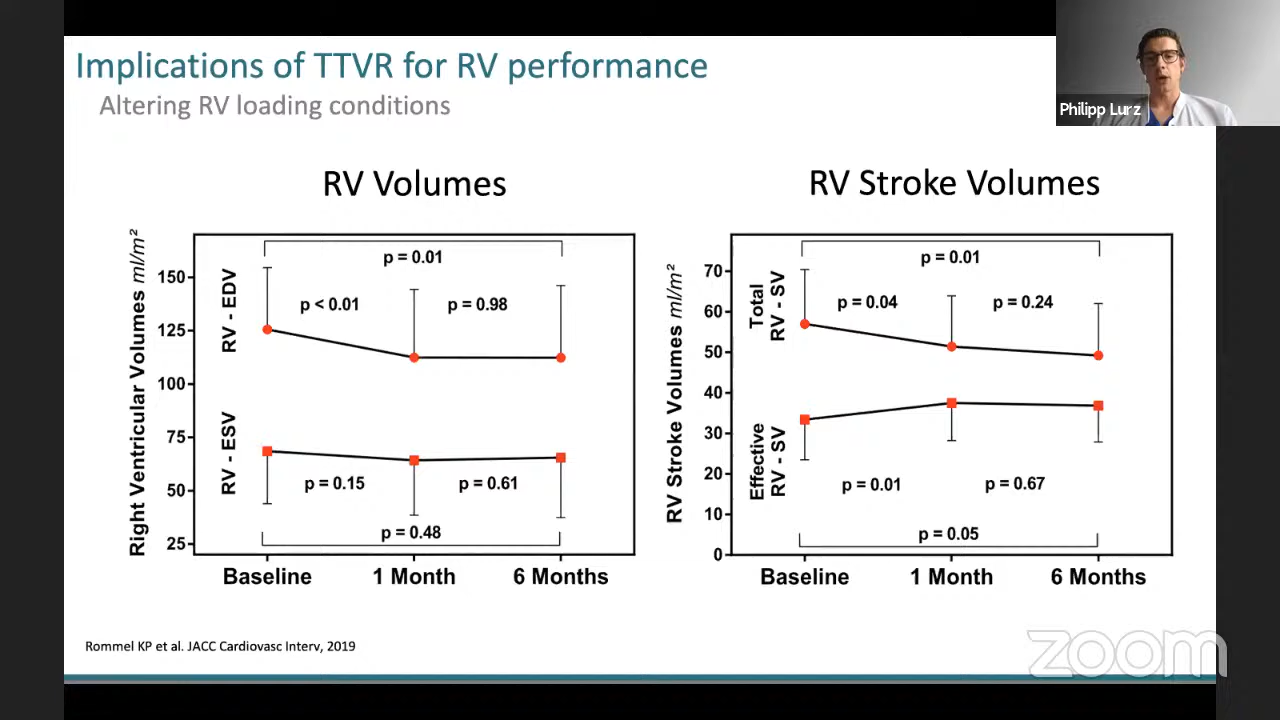 Implications of TTVR for RV performance
Altering RV loading conditions
Philipp Lurz
RV Volumes
Right Ventricular Volumes ml/m²
150
125
100
75
50
25
RV - EDV
RV - ESV
p = 0.01
p < 0.01
p = 0.98
p = 0.15
p = 0.61
p = 0.48
Baseline
1 Month
6 Months
RV Stroke Volumes
RV Stroke Volumes ml/m²
70
60
50
40
30
20
10
0
Total
RV - SV
Effective
RV - SV
p = 0.01
p = 0.04
p = 0.24
p = 0.01
p = 0.67
p = 0.05
Baseline
1 Month
6 Months
Rommel KP et al. JACC Cardiovasc Interv, 2019
zoom